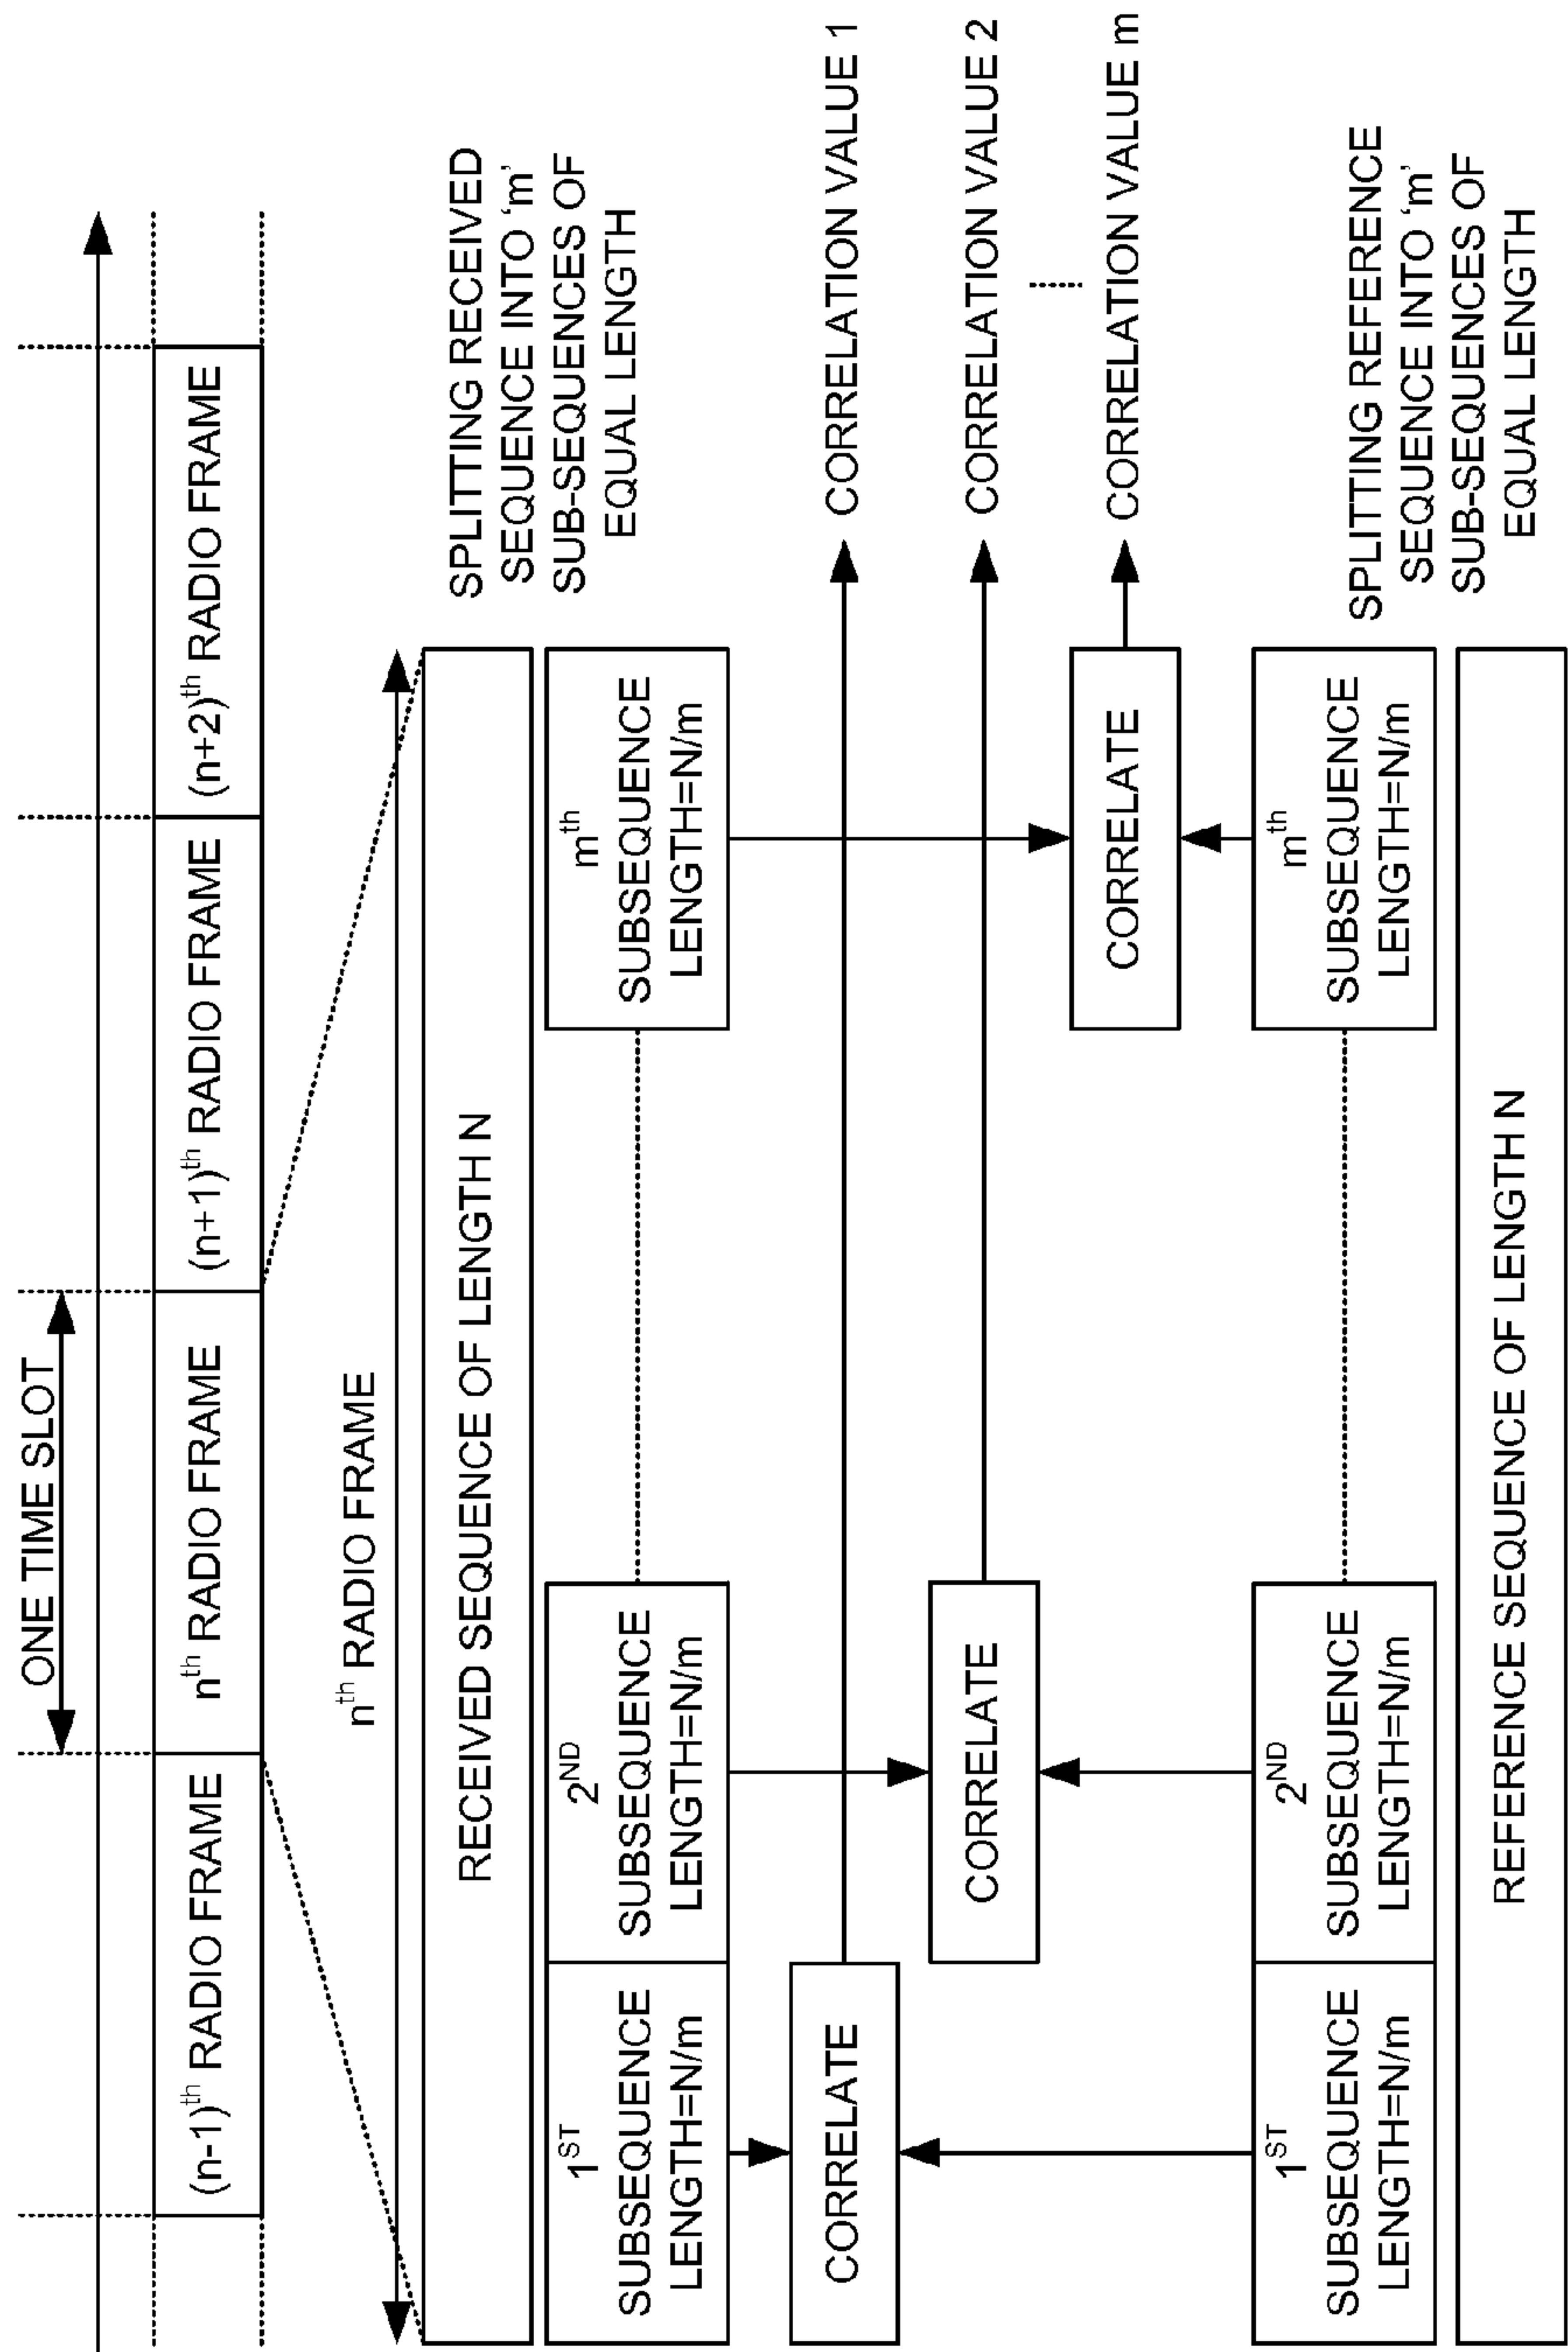 ONE TIME SLOT
(n-1)th RADIO FRAME
nth RADIO FRAME
(n+1)th RADIO FRAME
(n+2)th RADIO FRAME
nth RADIO FRAME
RECEIVED SEQUENCE OF LENGTH N
SPLITTING RECEIVED
SEQUENCE INTO ‘m’
SUB-SEQUENCES OF
EQUAL LENGTH
1ST
SUBSEQUENCE
LENGTH=N/m
2ND
SUBSEQUENCE
LENGTH=N/m
mth
SUBSEQUENCE
LENGTH=N/m
CORRELATE
CORRELATION VALUE 1
CORRELATE
CORRELATION VALUE 2
CORRELATE
CORRELATION VALUE m
1ST
SUBSEQUENCE
LENGTH=N/m
2ND
SUBSEQUENCE
LENGTH=N/m
mth
SUBSEQUENCE
LENGTH=N/m
SPLITTING REFERENCE
SEQUENCE INTO ‘m’
SUB-SEQUENCES OF
EQUAL LENGTH
REFERENCE SEQUENCE OF LENGTH N